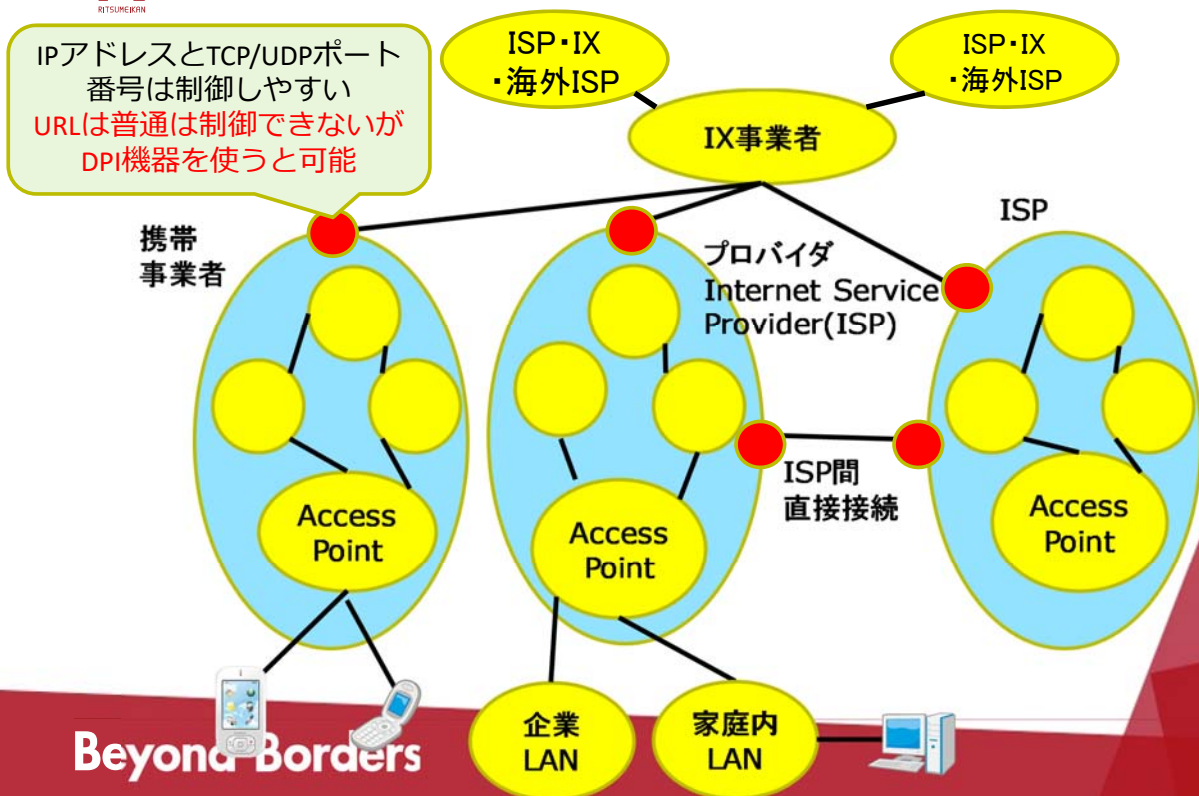 RITSUMEIKAN
IPアドレスとTCP/UDPポート
番号は制御しやすい
URLは普通は制御できないが
DPI機器を使うと可能
ISP・IX
・海外ISP
ISP・IX
・海外ISP
IX事業者
携帯
事業者
プロバイダ
Internet Service
Provider(ISP)
ISP
ISP間
直接接続
Access
Point
Access
Point
Access
Point
企業
LAN
家庭内
LAN
Beyond Borders